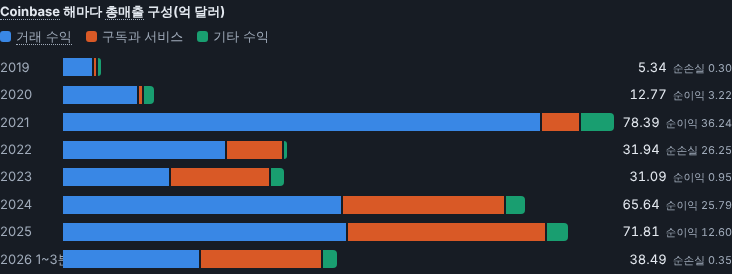 Coinbase 해마다 총매출 구성(억 달러)
거래 수익 구독과 서비스 기타 수익
2019 5.34 순손실 0.30
2020 12.77 순이익 3.22
2021 78.39 순이익 36.24
2022 31.94 순손실 26.25
2023 31.09 순이익 0.95
2024 65.64 순이익 25.79
2025 71.81 순이익 12.60
2026 1~3분 38.49 순손실 0.35